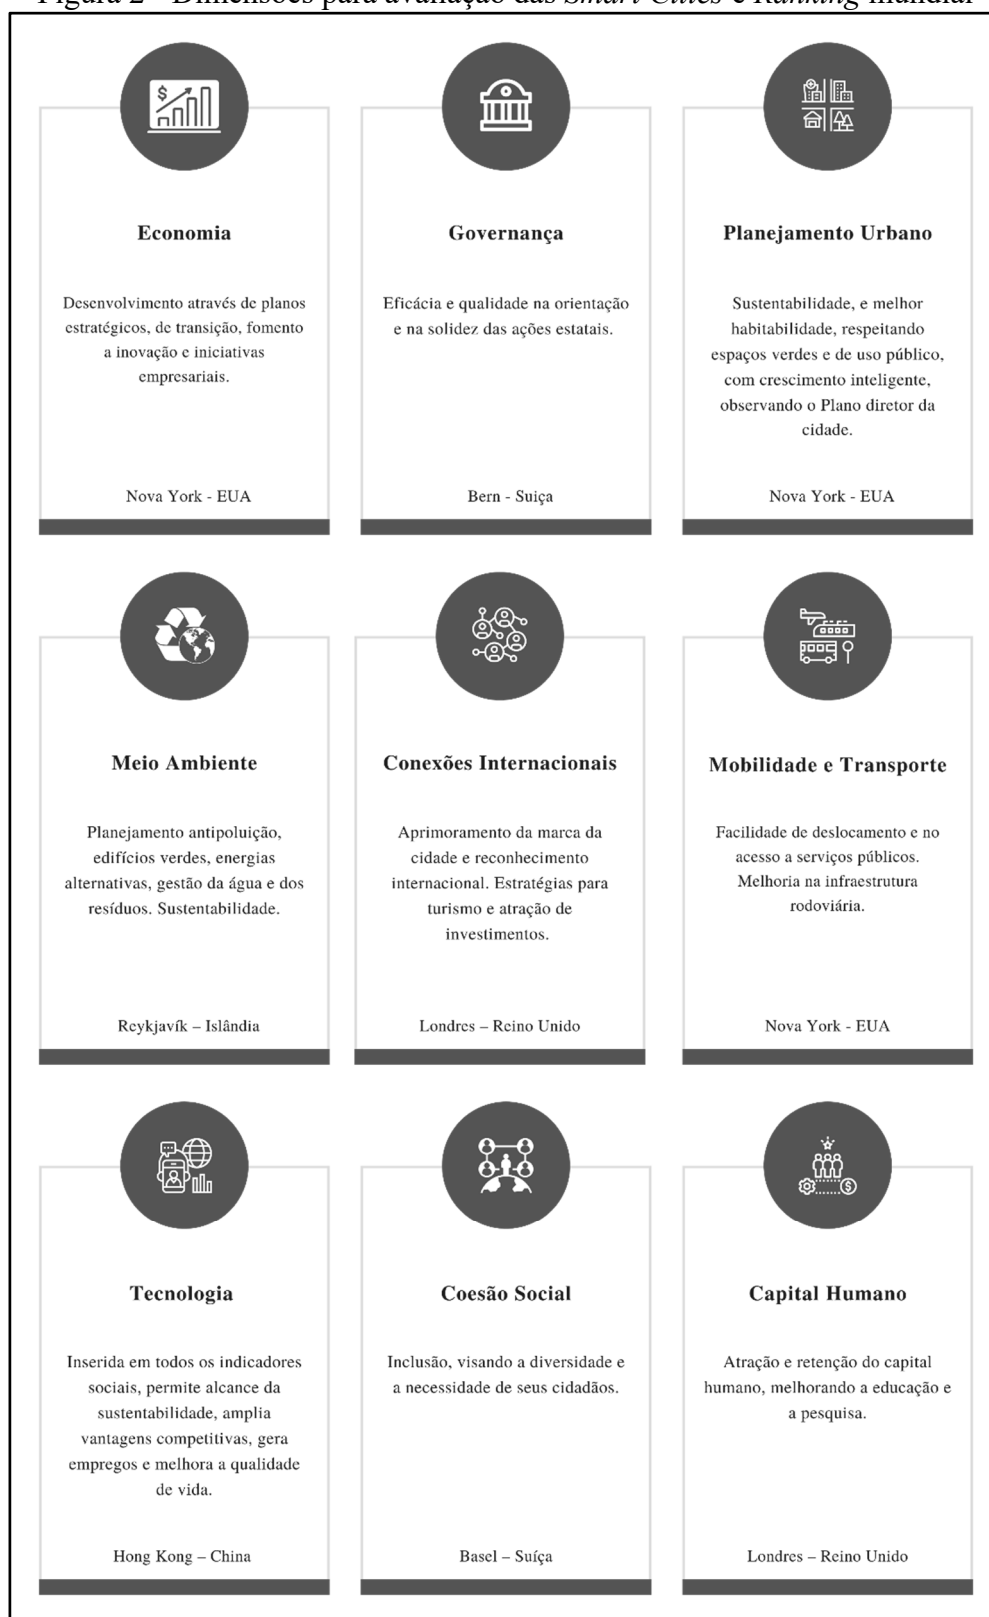 Figura 2 - Dimensões para avaliação das Smart Cities e Ranking mundial
Economia
Desenvolvimento através de planos
estratégicos, de transição, fomento
a inovação e iniciativas
empresariais.
Nova York - EUA
Governança
Eficácia e qualidade na orientação
e na solidez das ações estatais.
Bern - Suiça
Planejamento Urbano
Sustentabilidade, e melhor
habitabilidade, respeitando
espaços verdes e de uso público,
com crescimento inteligente,
observando o Plano diretor da
cidade.
Nova York - EUA
Meio Ambiente
Planejamento antipoluição,
edifícios verdes, energias
alternativas, gestão da água e dos
resíduos. Sustentabilidade.
Reykjavík – Islândia
Conexões Internacionais
Aprimoramento da marca da
cidade e reconhecimento
internacional. Estratégias para
turismo e atração de
investimentos.
Londres – Reino Unido
Mobilidade e Transporte
Facilidade de deslocamento e no
acesso a serviços públicos.
Melhoria na infraestrutura
rodoviária.
Nova York - EUA
Tecnologia
Inserida em todos os indicadores
sociais, permite alcance da
sustentabilidade, amplia
vantagens competitivas, gera
empregos e melhora a qualidade
de vida.
Hong Kong – China
Coesão Social
Inclusão, visando a diversidade e
a necessidade de seus cidadãos.
Basel – Suíça
Capital Humano
Atração e retenção do capital
humano, melhorando a educação e
a pesquisa.
Londres – Reino Unido